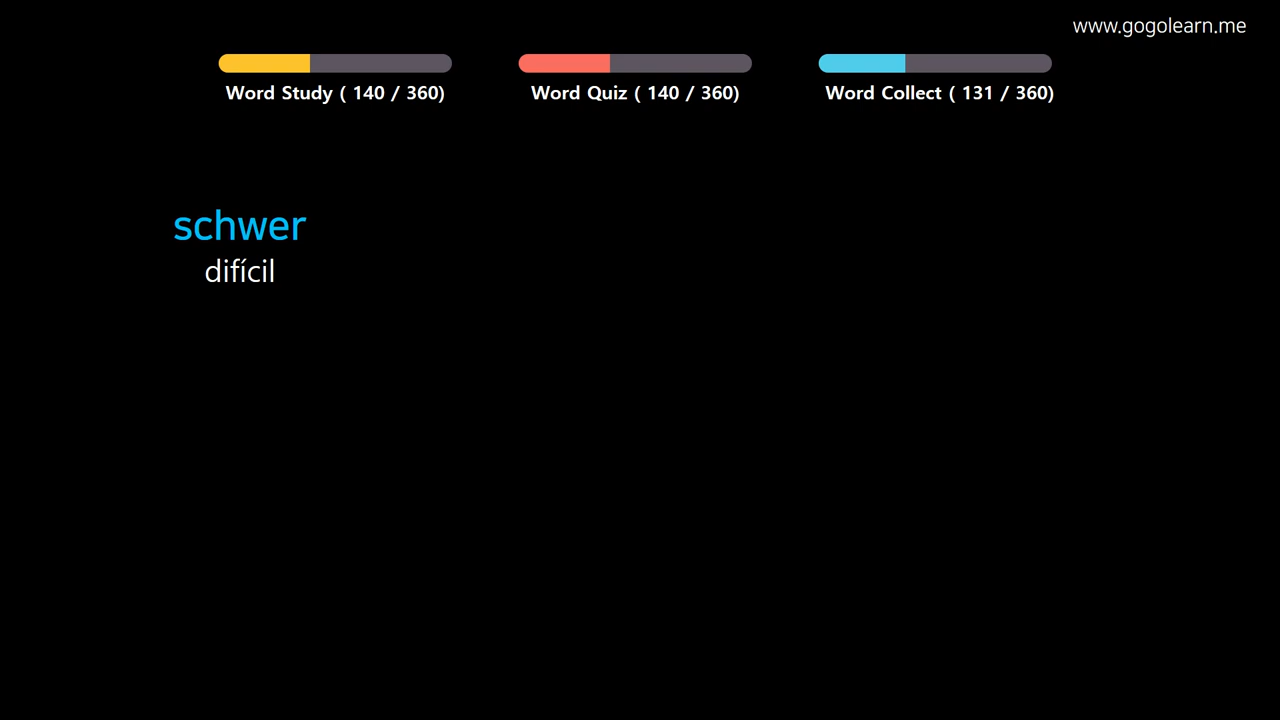 www.gogolearn.me
Word Study ( 140 / 360)
Word Quiz ( 140 / 360)
Word Collect ( 131 / 360)
schwer
difícil